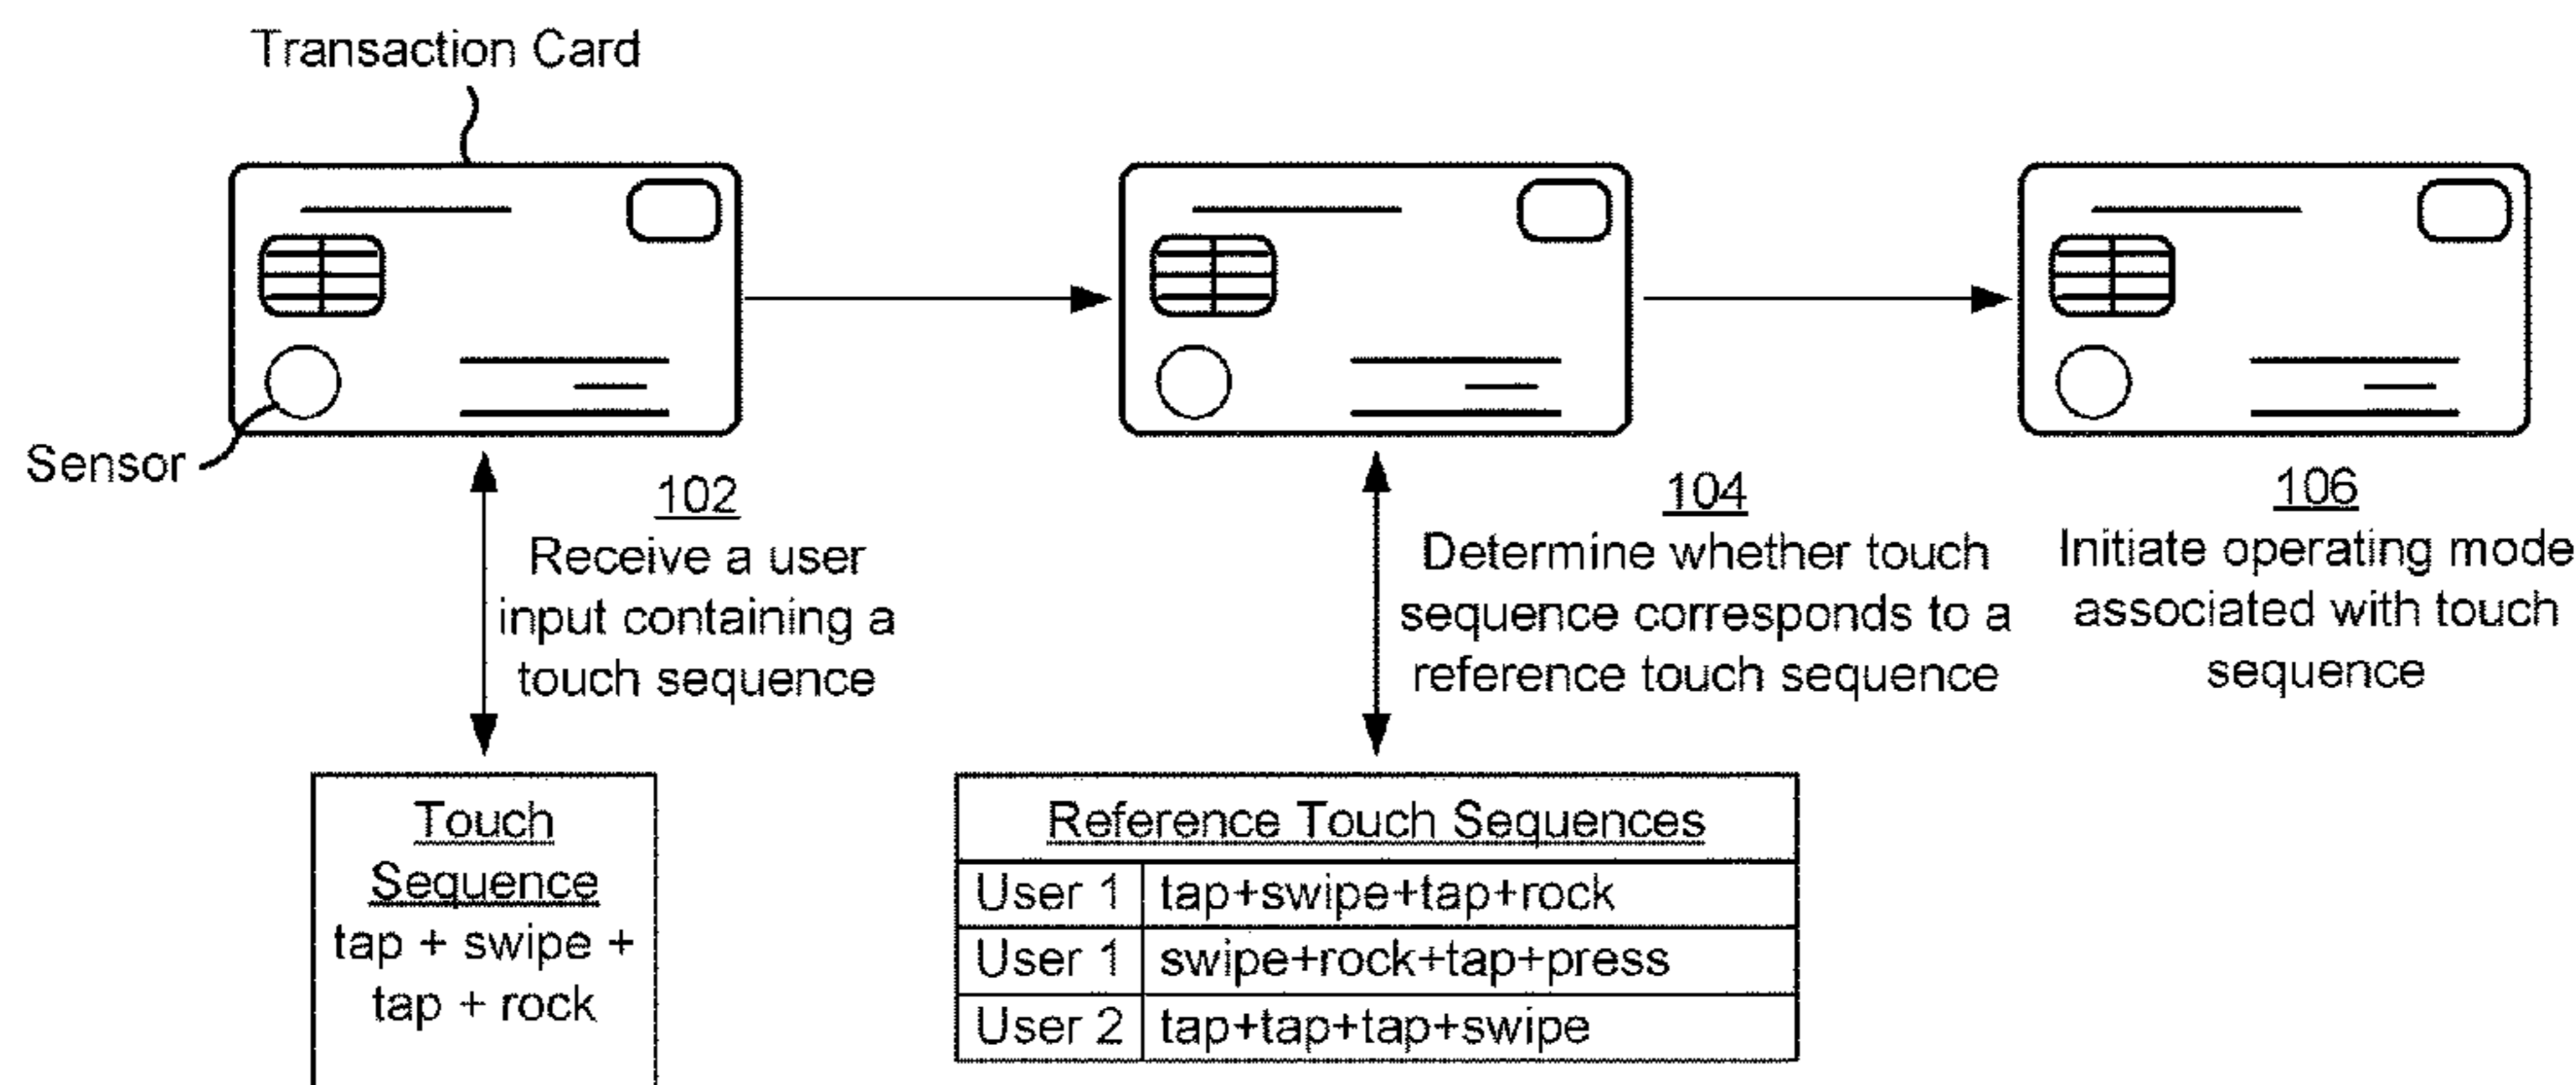 Transaction Card
Sensor
102
Receive a user
input containing a
touch sequence
104
Determine whether touch
sequence corresponds to a
reference touch sequence
106
Initiate operating mode
associated with touch
sequence
Touch
Sequence
tap + swipe +
tap + rock
Reference Touch Sequences
User 1 tap+swipe+tap+rock
User 1 swipe+rock+tap+press
User 2 tap+tap+tap+swipe